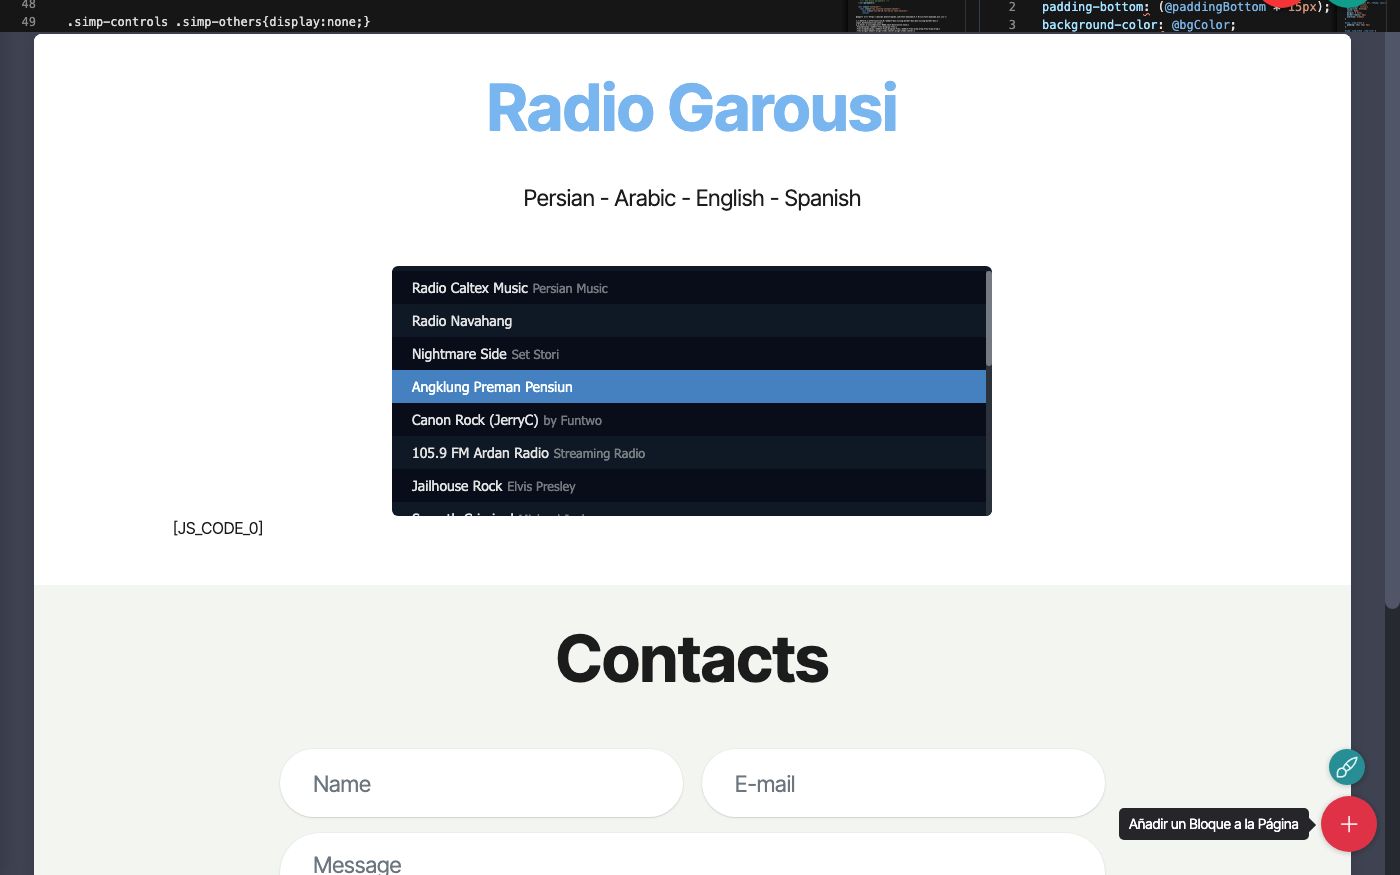 48
49 .simp-controls .simp-others{display:none;}
2 padding-bottom: (@paddingBottom + 15px);
3 background-color: @bgColor;
Radio Garousi
Persian - Arabic - English - Spanish
Radio Caltex Music Persian Music
Radio Navahang
Nightmare Side Set Stori
Angklung Preman Pensiun
Canon Rock (JerryC) by Funtwo
105.9 FM Ardan Radio Streaming Radio
Jailhouse Rock Elvis Presley
[JS_CODE_0]
Contacts
Name
E-mail
Añadir un Bloque a la Página
Message